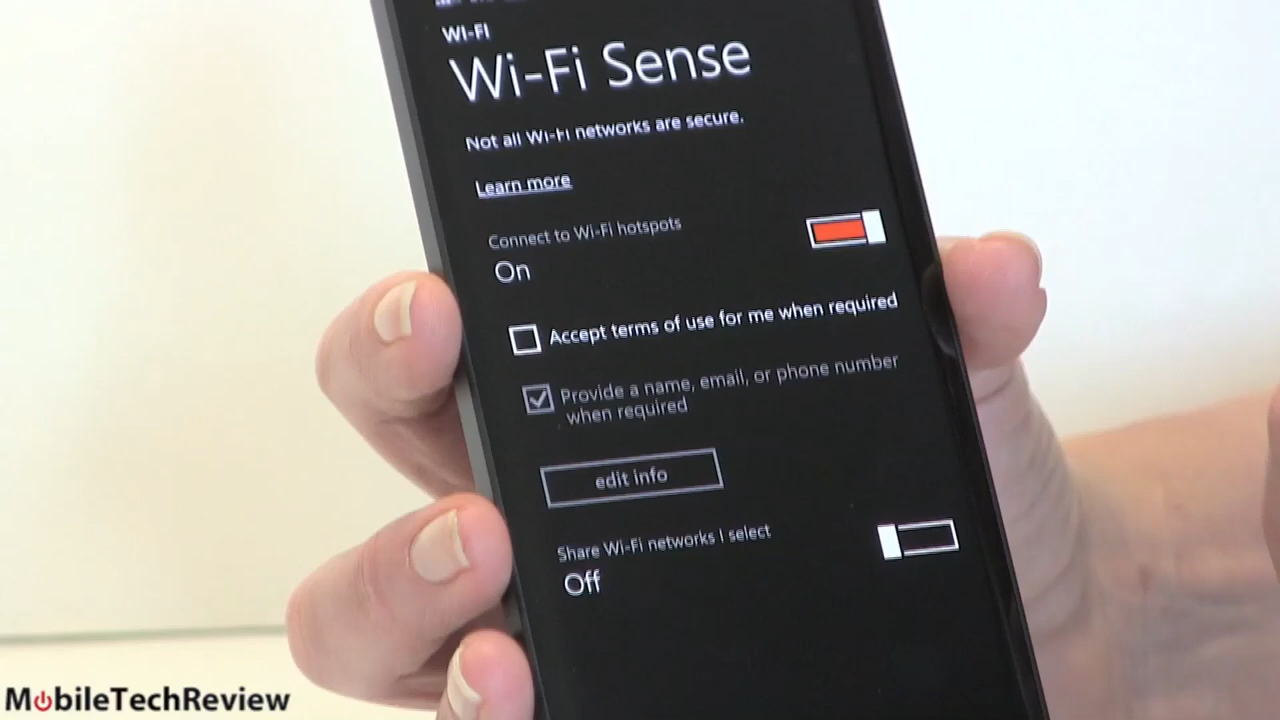 WI-FI
Wi-Fi Sense
Not all Wi-Fi networks are secure.
Learn more
Connect to Wi-Fi hotspots
On
Accept terms of use for me when required
Provide a name, email, or phone number
when required
edit info
Share Wi-Fi networks I select
Off
MobileTechReview